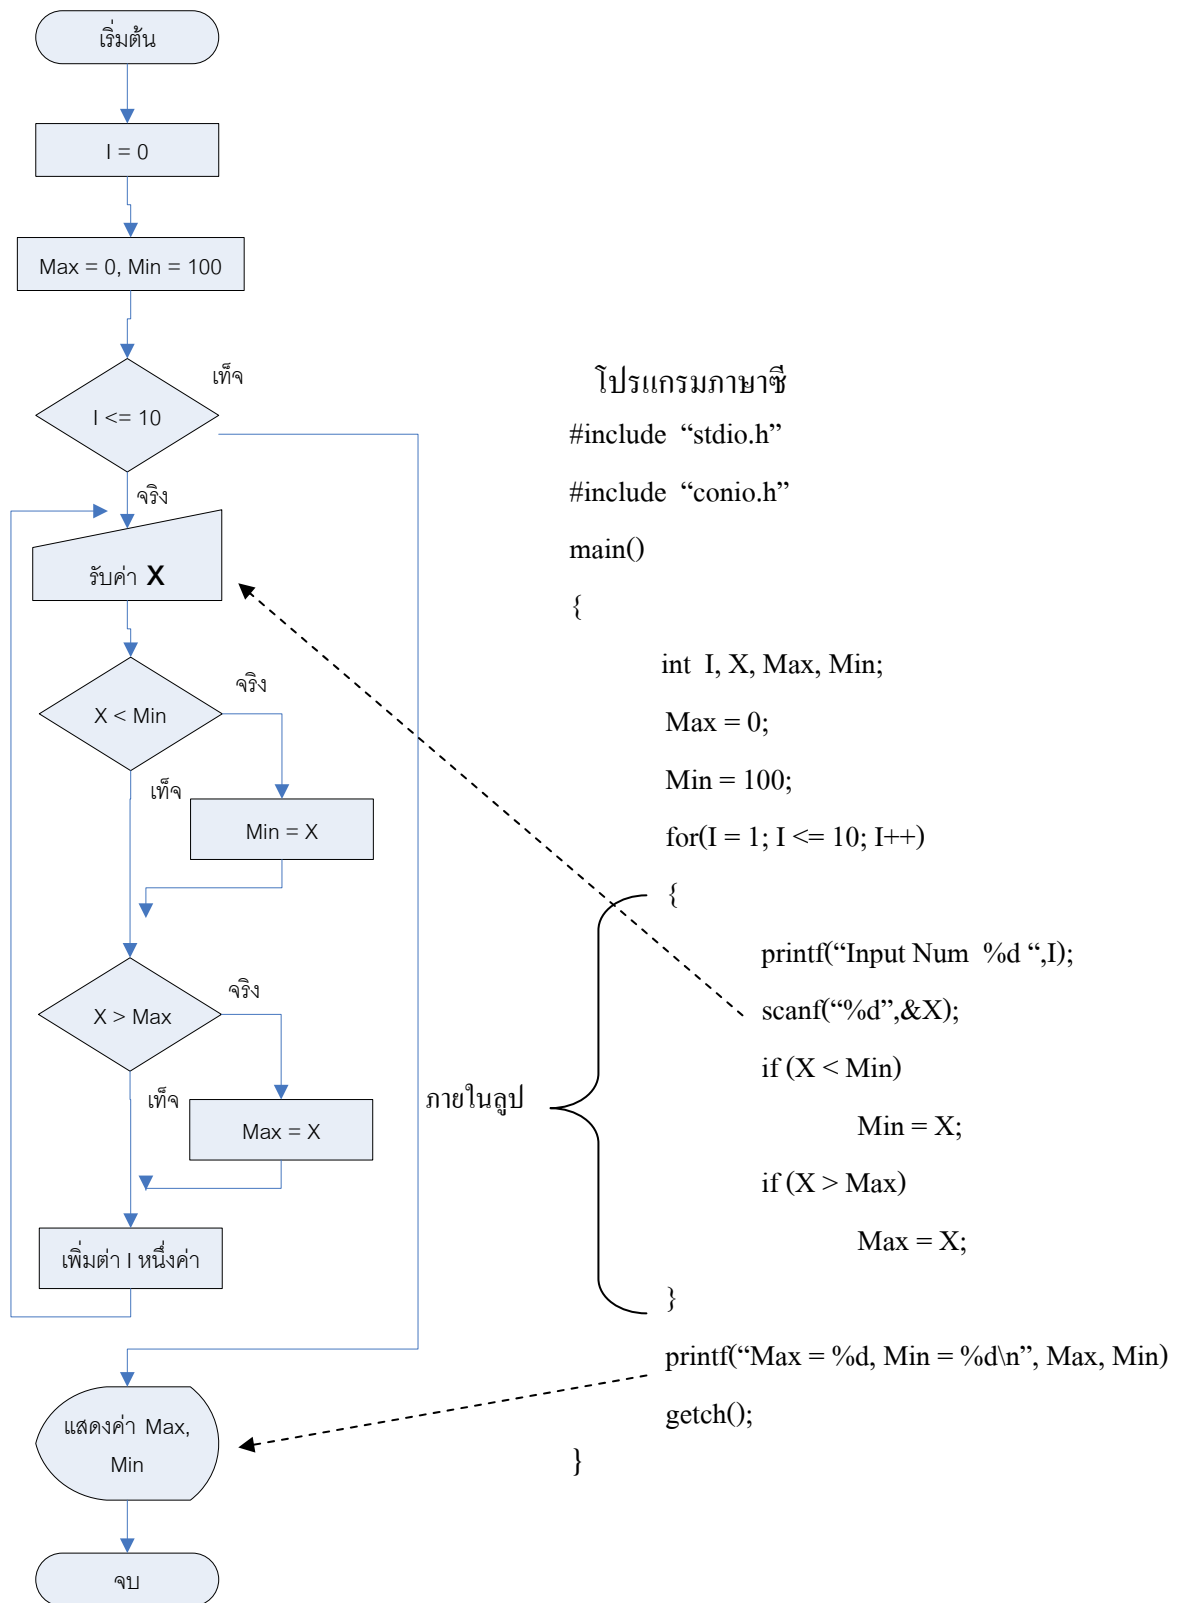 เริ่มต้น
I = 0
Max = 0, Min = 100
I <= 10
เท็จ
จริง
รับค่า X
X < Min
จริง
เท็จ
Min = X
X > Max
จริง
เท็จ
Max = X
เพิ่มต่า I หนึ่งค่า
แสดงค่า Max,
Min
จบ
โปรแกรมภาษาซี
#include “stdio.h”
#include “conio.h”
main()
{
int I, X, Max, Min;
Max = 0;
Min = 100;
for(I = 1; I <= 10; I++)
{
printf(“Input Num %d “,I);
scanf(“%d”,&X);
if (X < Min)
Min = X;
if (X > Max)
Max = X;
}
printf(“Max = %d, Min = %d\n”, Max, Min)
getch();
}
ภายในลูป